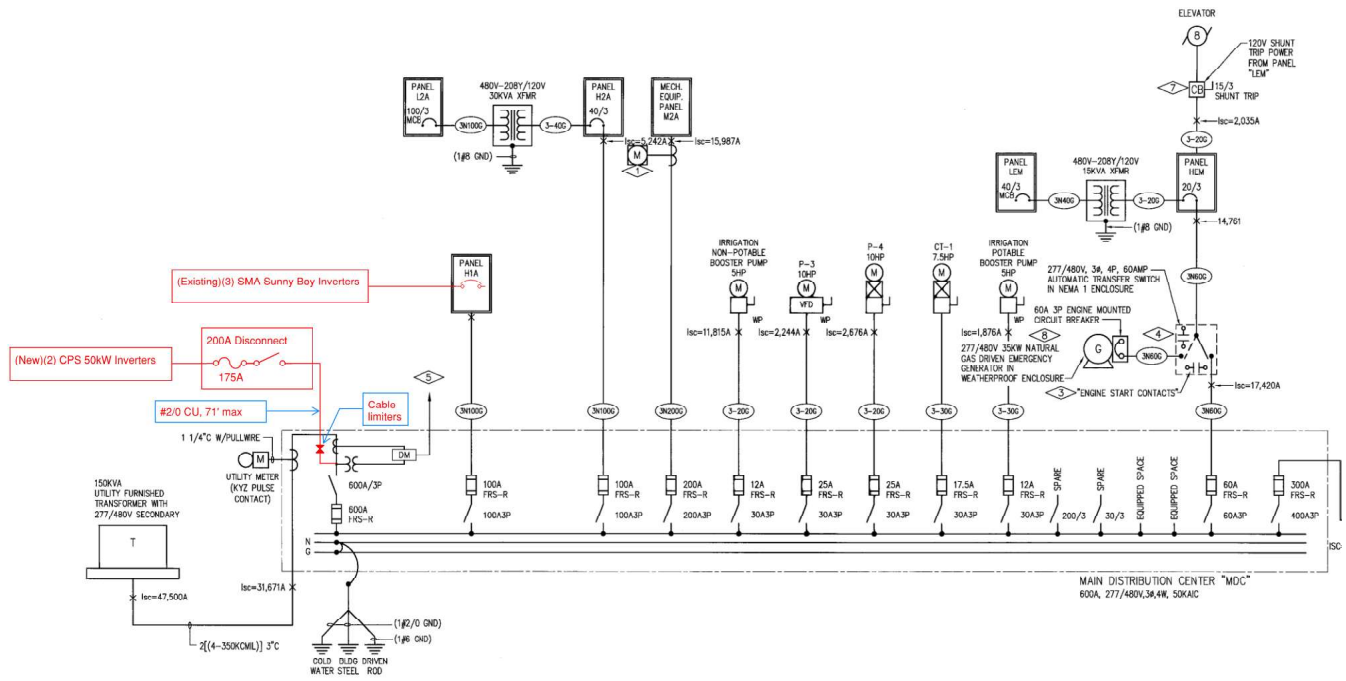 ELEVATOR
8
120V SHUNT
TRIP POWER
FROM PANEL
"LEM"
7
CB
15/3
SHUNT TRIP
Isc=2,035A
3-20G
PANEL
L2A
100/3
MCB
3N100G
480V-208Y/120V
30KVA XFMR
3-40G
(1#8 GND)
PANEL
H2A
40/3
MECH.
EQUIP.
PANEL
M2A
Isc=5,242A
Isc=15,987A
M
1
PANEL
LEM
40/3
MCB
3N40G
480V-208Y/120V
15KVA XFMR
3-20G
(1#8 GND)
PANEL
HEM
20/3
14,761
3N60G
PANEL
H1A
(Existing)(3) SMA Sunny Boy Inverters
(New)(2) CPS 50kW Inverters
200A Disconnect
175A
#2/0 CU, 71' max
Cable
limiters
5
IRRIGATION
NON-POTABLE
BOOSTER PUMP
5HP
M
WP
Isc=11,815A
P-3
10HP
M
VFD
WP
Isc=2,244A
P-4
10HP
M
Isc=2,676A
CT-1
7.5HP
M
IRRIGATION
POTABLE
BOOSTER PUMP
5HP
M
WP
Isc=1,876A
277/480V, 3ø, 4P, 60AMP
AUTOMATIC TRANSFER SWITCH
IN NEMA 1 ENCLOSURE
60A 3P ENGINE MOUNTED
CIRCUIT BREAKER
8
277/480V 35KW NATURAL
GAS DRIVEN EMERGENCY
GENERATOR IN
WEATHERPROOF ENCLOSURE
G
3N60G
4
3
"ENGINE START CONTACTS"
Isc=17,420A
3N100G
3N100G
3N200G
3-20G
3-20G
3-20G
3-30G
3-30G
3N60G
1 1/4"C W/PULLWIRE
M
UTILITY METER
(KYZ PULSE
CONTACT)
DM
600A/3P
600A
FRS-R
100A
FRS-R
100A3P
100A
FRS-R
100A3P
200A
FRS-R
200A3P
12A
FRS-R
30A3P
25A
FRS-R
30A3P
25A
FRS-R
30A3P
17.5A
FRS-R
30A3P
12A
FRS-R
30A3P
SPARE
200/3
SPARE
30/3
EQUIPPED SPACE
EQUIPPED SPACE
60A
FRS-R
60A3P
300A
FRS-R
400A3P
150KVA
UTILITY FURNISHED
TRANSFORMER WITH
277/480V SECONDARY
T
N
G
Isc=31,671A
Isc=47,500A
2[(4-350KCMIL)] 3"C
(1#2/0 GND)
(1#6 GND)
COLD
WATER
BLDG
STEEL
DRIVEN
ROD
MAIN DISTRIBUTION CENTER "MDC"
600A, 277/480V,3ø,4W, 50KAIC